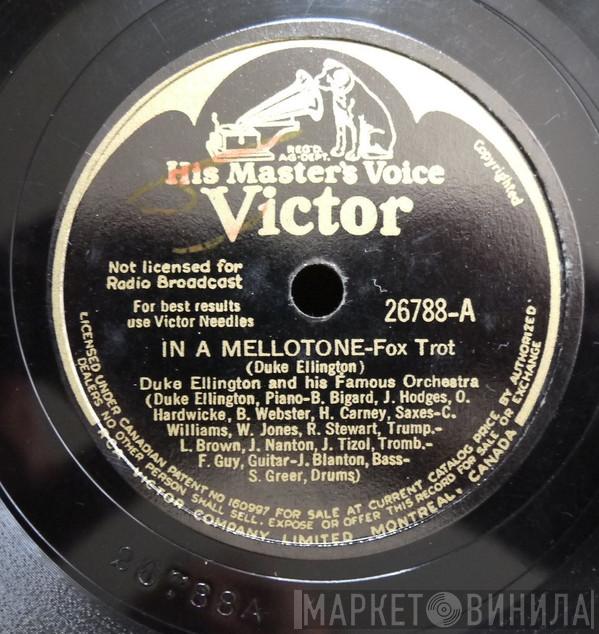 REG'D.
AG-DEPT.
His Master's Voice
Victor
Copyrighted
Not licensed for
Radio Broadcast
For best results
use Victor Needles
26788-A
IN A MELLOTONE-Fox Trot
(Duke Ellington)
Duke Ellington and his Famous Orchestra
(Duke Ellington, Piano-B. Bigard, J. Hodges, O.
Hardwicke, B. Webster, H. Carney, Saxes-C.
Williams, W. Jones, R. Stewart, Trump.-
L. Brown, J. Nanton, J. Tizol, Tromb.-
F. Guy, Guitar-J. Blanton, Bass-
S. Greer, Drums)
LICENSED UNDER CANADIAN PATENT NO 160997 FOR SALE AT CURRENT CATALOG PRICE BY AUTHORIZED
DEALERS NO OTHER PERSON SHALL SELL, EXPOSE OR OFFER THIS RECORD FOR SALE OR EXCHANGE
RCA VICTOR COMPANY LIMITED MONTREAL, CANADA
26788A
МАРКЕТ ВИНИЛА